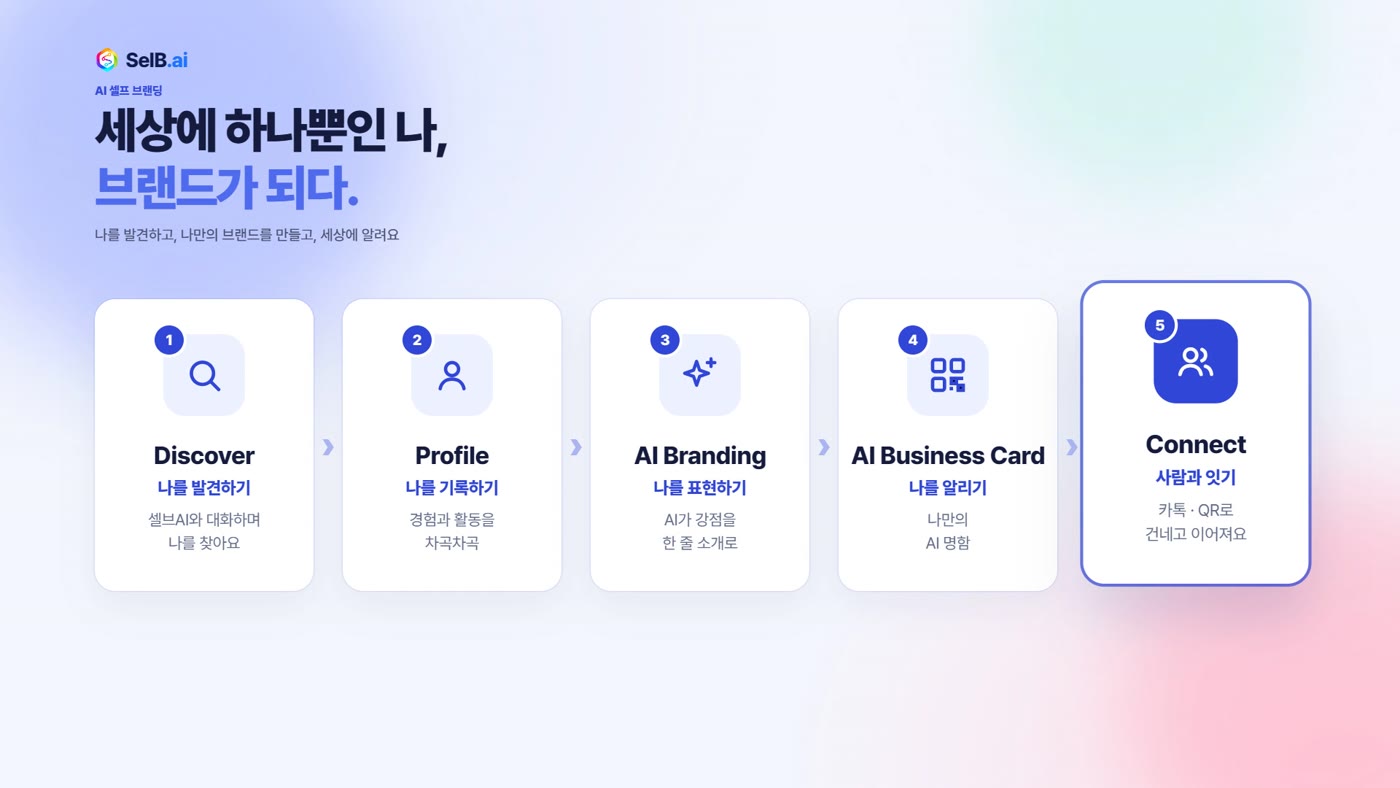 SelB.ai
AI 셀프 브랜딩
세상에 하나뿐인 나,
브랜드가 되다.
나를 발견하고, 나만의 브랜드를 만들고, 세상에 알려요
1
Discover
나를 발견하기
셀브AI와 대화하며
나를 찾아요
›
2
Profile
나를 기록하기
경험과 활동을
차곡차곡
›
3
AI Branding
나를 표현하기
AI가 강점을
한 줄 소개로
›
4
AI Business Card
나를 알리기
나만의
AI 명함
›
5
Connect
사람과 잇기
카톡 · QR로
건네고 이어져요